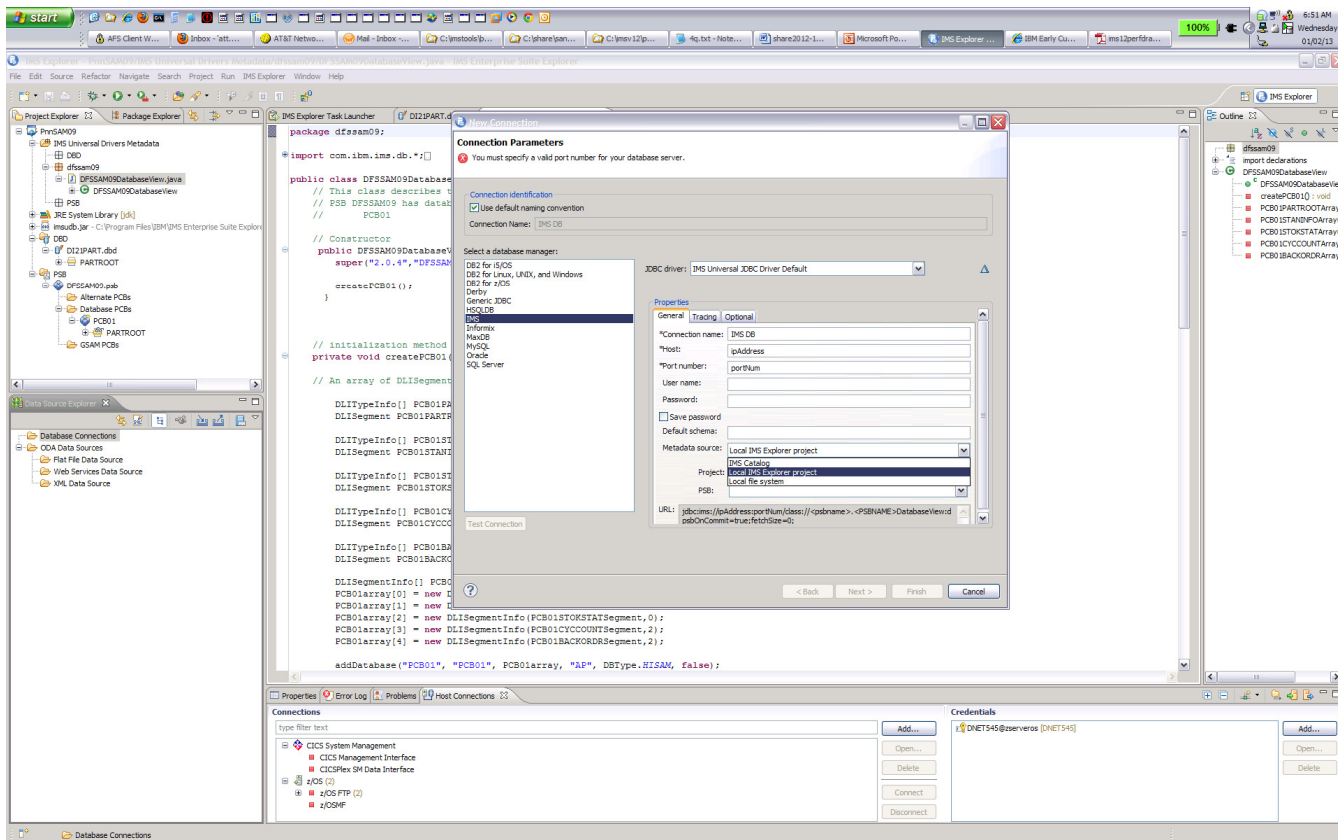 start
100%
6:51 AM
Wednesday
01/02/13
AFS Client W...
Inbox - 'att....
AT&T Netwo...
Mail - Inbox -...
C:\imstools\b...
C:\share\san...
C:\imsv12\p...
4q.txt - Note...
share2012-1...
Microsoft Po...
IMS Explorer ...
IBM Early Cu...
ims12perfdra...
IMS Explorer - PnnSAM09/IMS Universal Drivers Metadata/dfssam09/DFSSAM09DatabaseView.java - IMS Enterprise Suite Explorer
File Edit Source Refactor Navigate Search Project Run IMS Explorer Window Help
IMS Explorer
Project Explorer
Package Explorer
PnnSAM09
IMS Universal Drivers Metadata
DBD
dfssam09
DFSSAM09DatabaseView.java
DFSSAM09DatabaseView
PSB
JRE System Library [jdk]
imsudb.jar - C:\Program Files\IBM\IMS Enterprise Suite Explore
DBD
DI21PART.dbd
PARTROOT
PSB
DFSSAM09.psb
Alternate PCBs
Database PCBs
PCB01
PARTROOT
GSAM PCBs
Data Source Explorer
Database Connections
ODA Data Sources
Flat File Data Source
Web Services Data Source
XML Data Source
IMS Explorer Task Launcher
DI21PART.d
package dfssam09;
import com.ibm.ims.db.*;
public class DFSSAM09Database
// This class describes t
// PSB DFSSAM09 has datab
// PCB01
// Constructor
public DFSSAM09DatabaseV
super("2.0.4","DFSSAM
createPCB01();
}
// initialization method
private void createPCB01(
// An array of DLISegment
DLITypeInfo[] PCB01PA
DLISegment PCB01PARTR
DLITypeInfo[] PCB01ST
DLISegment PCB01STANI
DLITypeInfo[] PCB01ST
DLISegment PCB01STOKS
DLITypeInfo[] PCB01CY
DLISegment PCB01CYCCO
DLITypeInfo[] PCB01BA
DLISegment PCB01BACKO
DLISegmentInfo[] PCB0
PCB01array[0] = new D
PCB01array[1] = new D
PCB01array[2] = new DLISegmentInfo(PCB01STOKSTATSegment,0);
PCB01array[3] = new DLISegmentInfo(PCB01CYCCOUNTSegment,2);
PCB01array[4] = new DLISegmentInfo(PCB01BACKORDRSegment,2);
addDatabase("PCB01", "PCB01", PCB01array, "AP", DBType.HISAM, false);
New Connection
Connection Parameters
You must specify a valid port number for your database server.
Connection identification
Use default naming convention
Connection Name: IMS DB
Select a database manager:
DB2 for i5/OS
DB2 for Linux, UNIX, and Windows
DB2 for z/OS
Derby
Generic JDBC
HSQLDB
IMS
Informix
MaxDB
MySQL
Oracle
SQL Server
Test Connection
JDBC driver: IMS Universal JDBC Driver Default
Properties
General Tracing Optional
*Connection name: IMS DB
*Host: ipAddress
*Port number: portNum
User name:
Password:
Save password
Default schema:
Metadata source: Local IMS Explorer project
IMS Catalog
Project: Local IMS Explorer project
Local file system
PSB:
URL: jdbc:ims://ipAddress:portNum/class://<psbname>.<PSBNAME>DatabaseView:d
psbOnCommit=true;fetchSize=0;
< Back Next > Finish Cancel
Outline
dfssam09
import declarations
DFSSAM09DatabaseView
DFSSAM09DatabaseVie
createPCB01() : void
PCB01PARTROOTArray
PCB01STANINFOArray
PCB01STOKSTATArray
PCB01CYCCOUNTArray
PCB01BACKORDRArray
Properties
Error Log
Problems
Host Connections
Connections
type filter text
CICS System Management
CICS Management Interface
CICSPlex SM Data Interface
z/OS (2)
z/OS FTP (2)
z/OSMF
Add...
Open...
Delete
Connect
Disconnect
Credentials
DNET545@zserveros [DNET545]
Add...
Open...
Delete
Database Connections